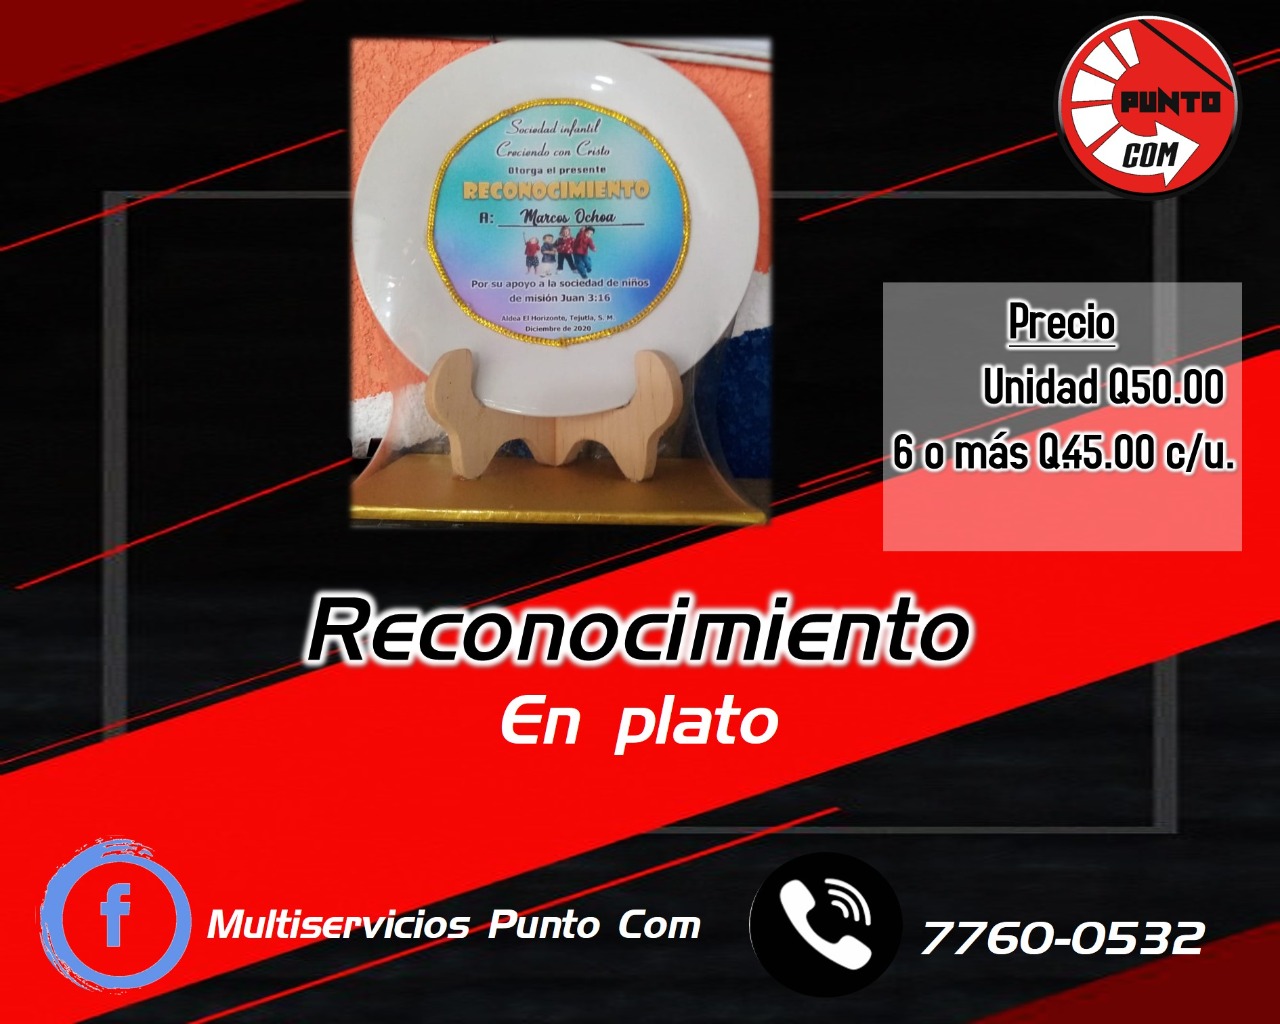 Sociedad infantil
Creciendo con Cristo
Otorga el presente
RECONOCIMIENTO
A: Marcos Ochoa
Por su apoyo a la sociedad de niños
de misión Juan 3:16
Aldea El Horizonte, Tejutla, S. M.
Diciembre de 2020
PUNTO
COM
Precio
Unidad Q50.00
6 o más Q45.00 c/u.
Reconocimiento
En plato
f
Multiservicios Punto Com
7760-0532